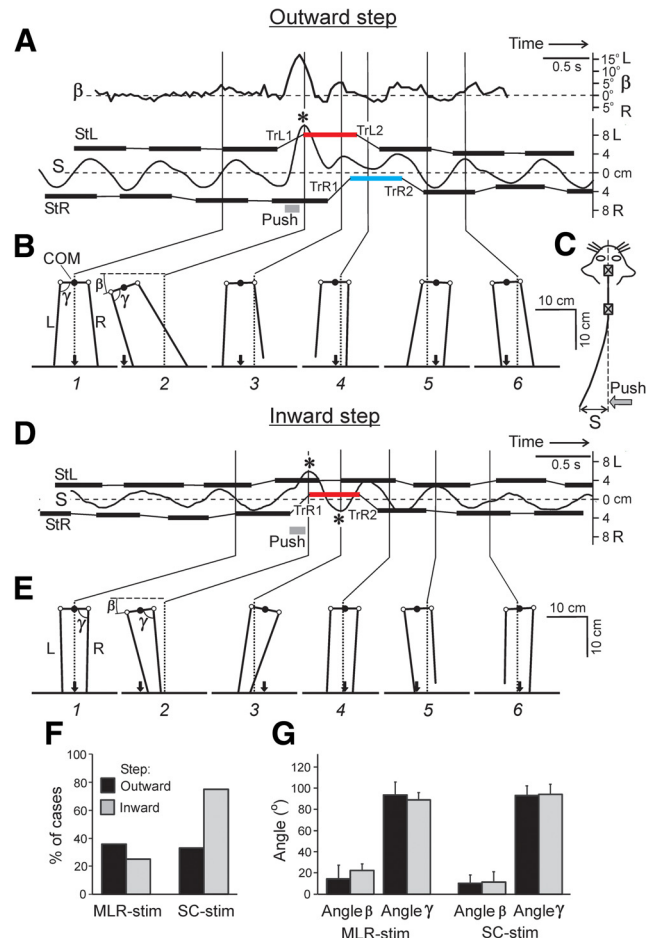 Outward step
A
Time
0.5 s
15° L
10°
5° β
0°
5° R
β
*
TrL1
TrL2
StL
8 L
4
S
0 cm
TrR1
TrR2
4
StR
8 R
Push
B
C
COM
γ
β
γ
L
R
10 cm
10 cm
Push
S
1 2 3 4 5 6
Inward step
D
Time
0.5 s
*
StL
8 L
4
S
0 cm
StR
TrR1
*
TrR2
4
8 R
Push
E
β
γ
γ
L
R
10 cm
10 cm
1 2 3 4 5 6
F
G
100
80
60
40
20
0
% of cases
Step:
Outward
Inward
MLR-stim SC-stim
120
100
80
60
40
20
0
Angle (°)
Angle β Angle γ Angle β Angle γ
MLR-stim SC-stim